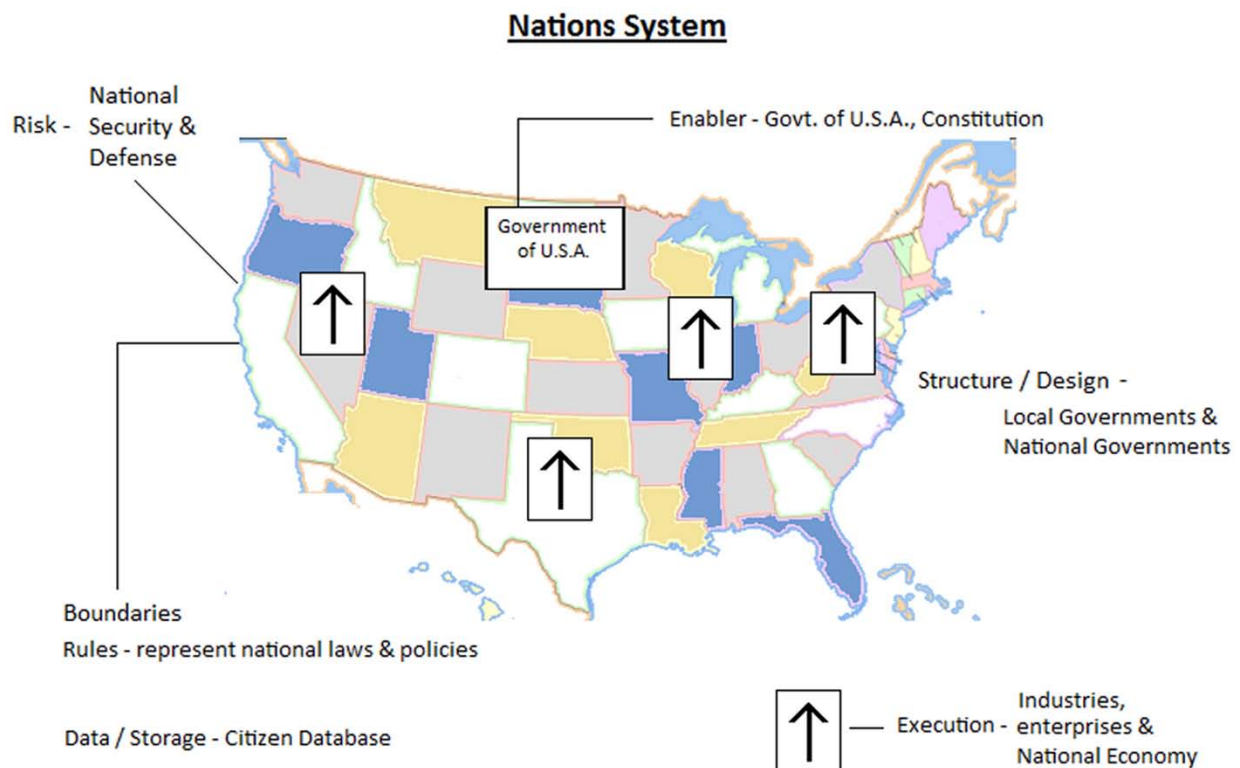 Nations System
Risk - National
Security &
Defense
Enabler - Govt. of U.S.A., Constitution
Government
of U.S.A.
Structure / Design -
Local Governments &
National Governments
Boundaries
Rules - represent national laws & policies
Data / Storage - Citizen Database
Execution - Industries,
enterprises &
National Economy